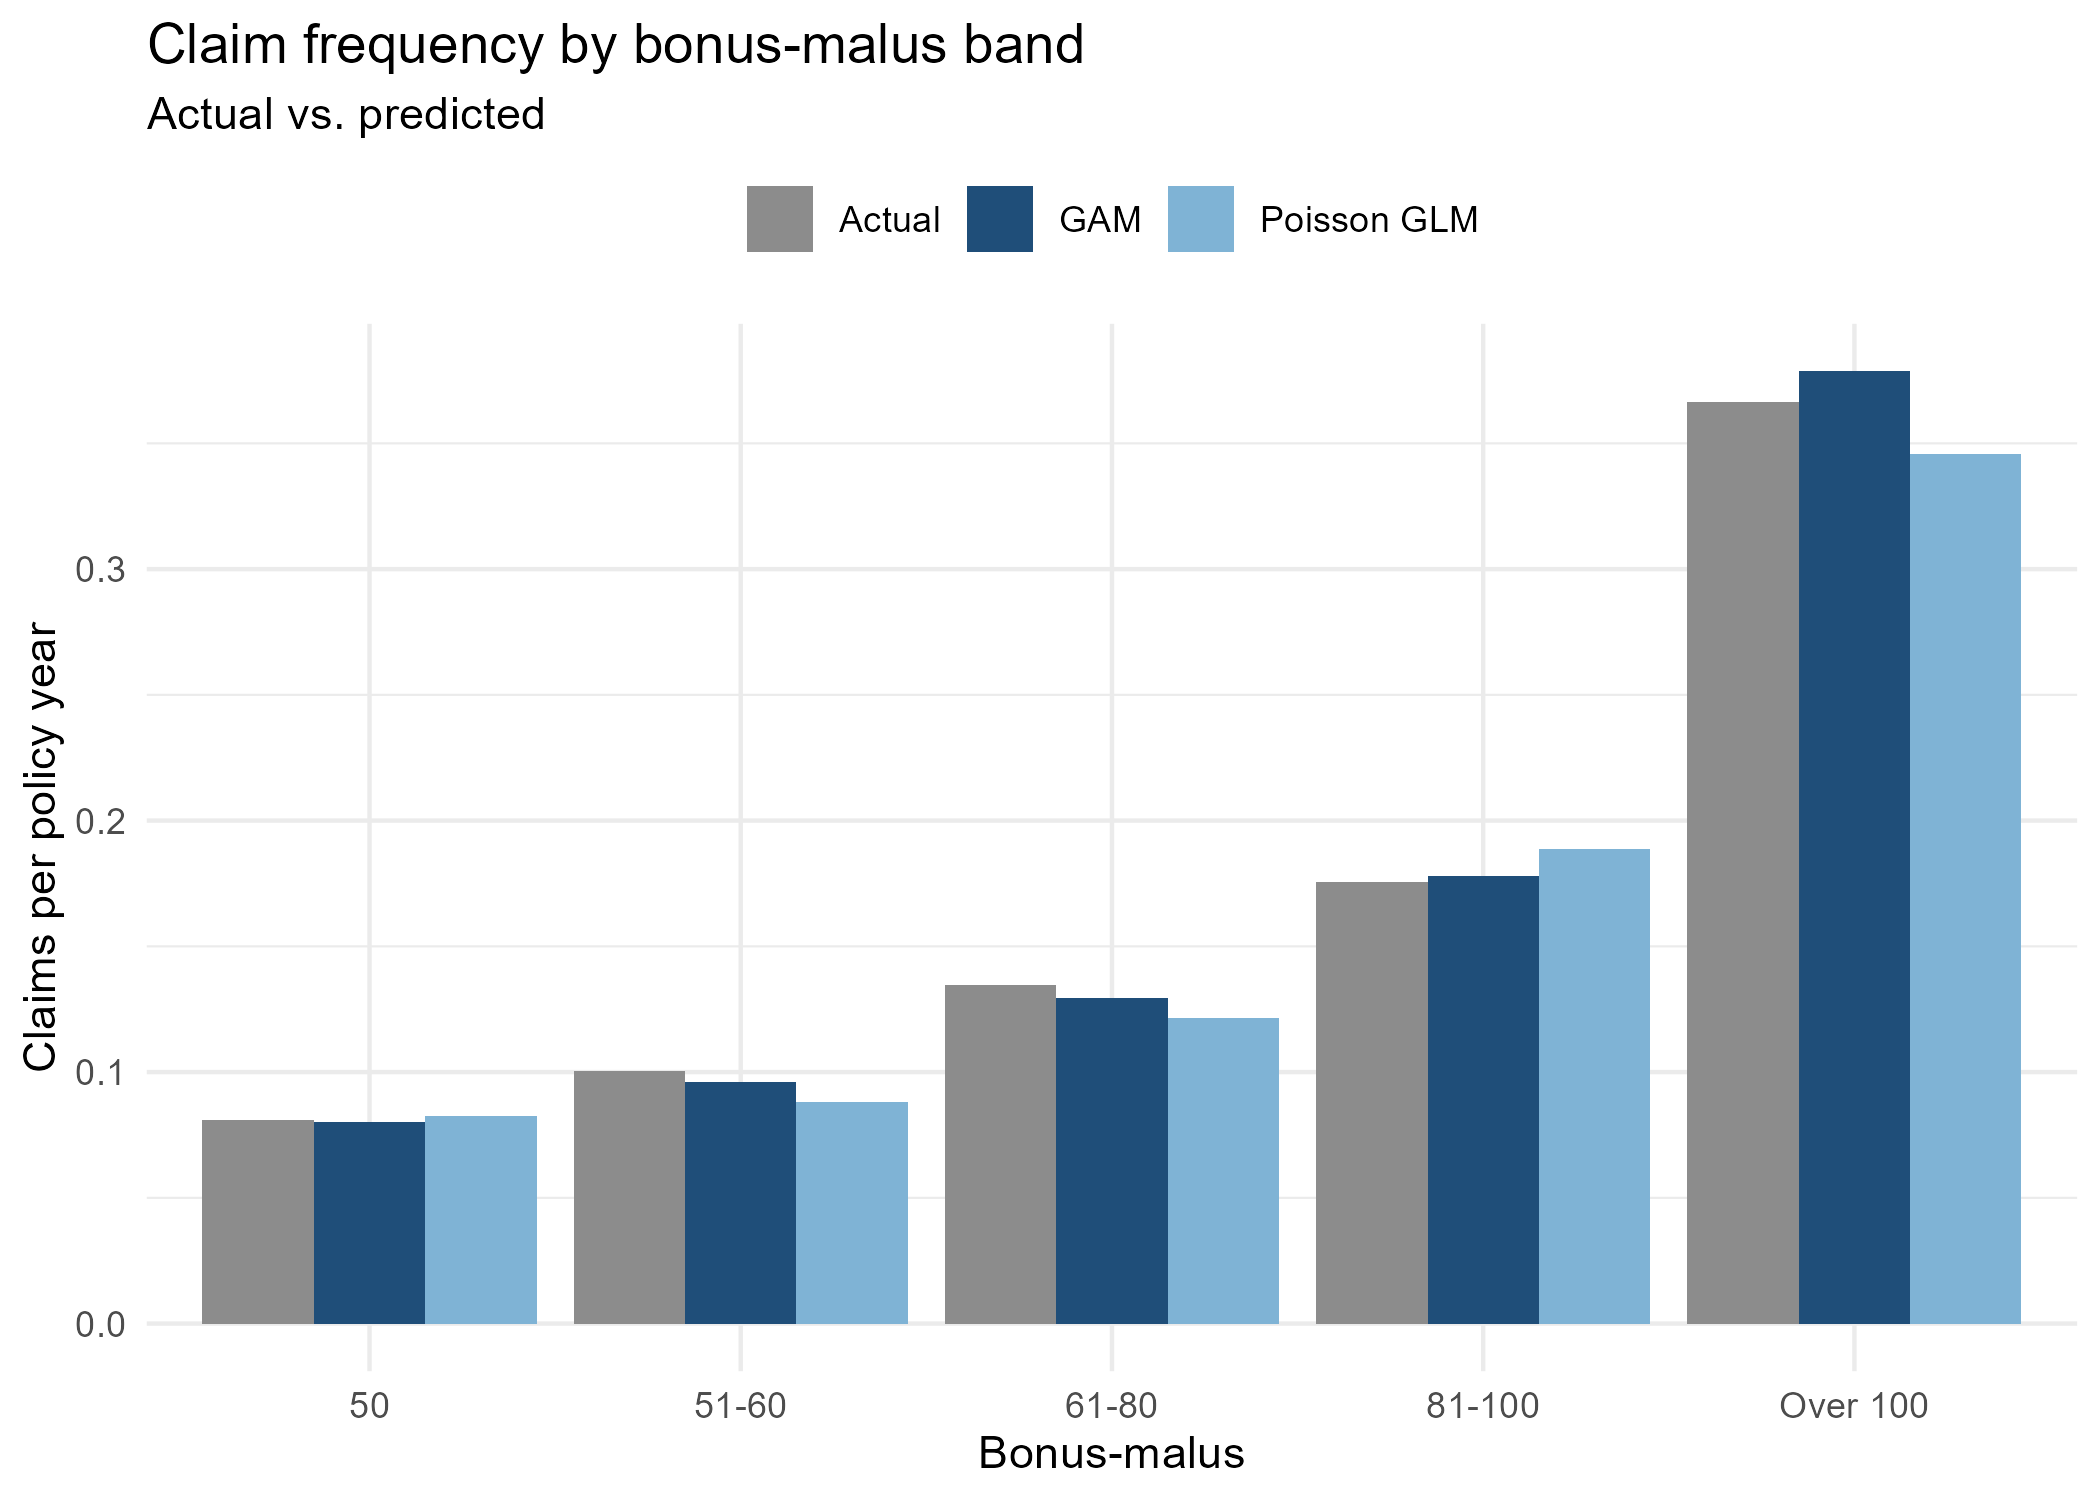 Claim frequency by bonus-malus band
Actual vs. predicted
Actual GAM Poisson GLM
Claims per policy year
0.3
0.2
0.1
0.0
50 51-60 61-80 81-100 Over 100
Bonus-malus